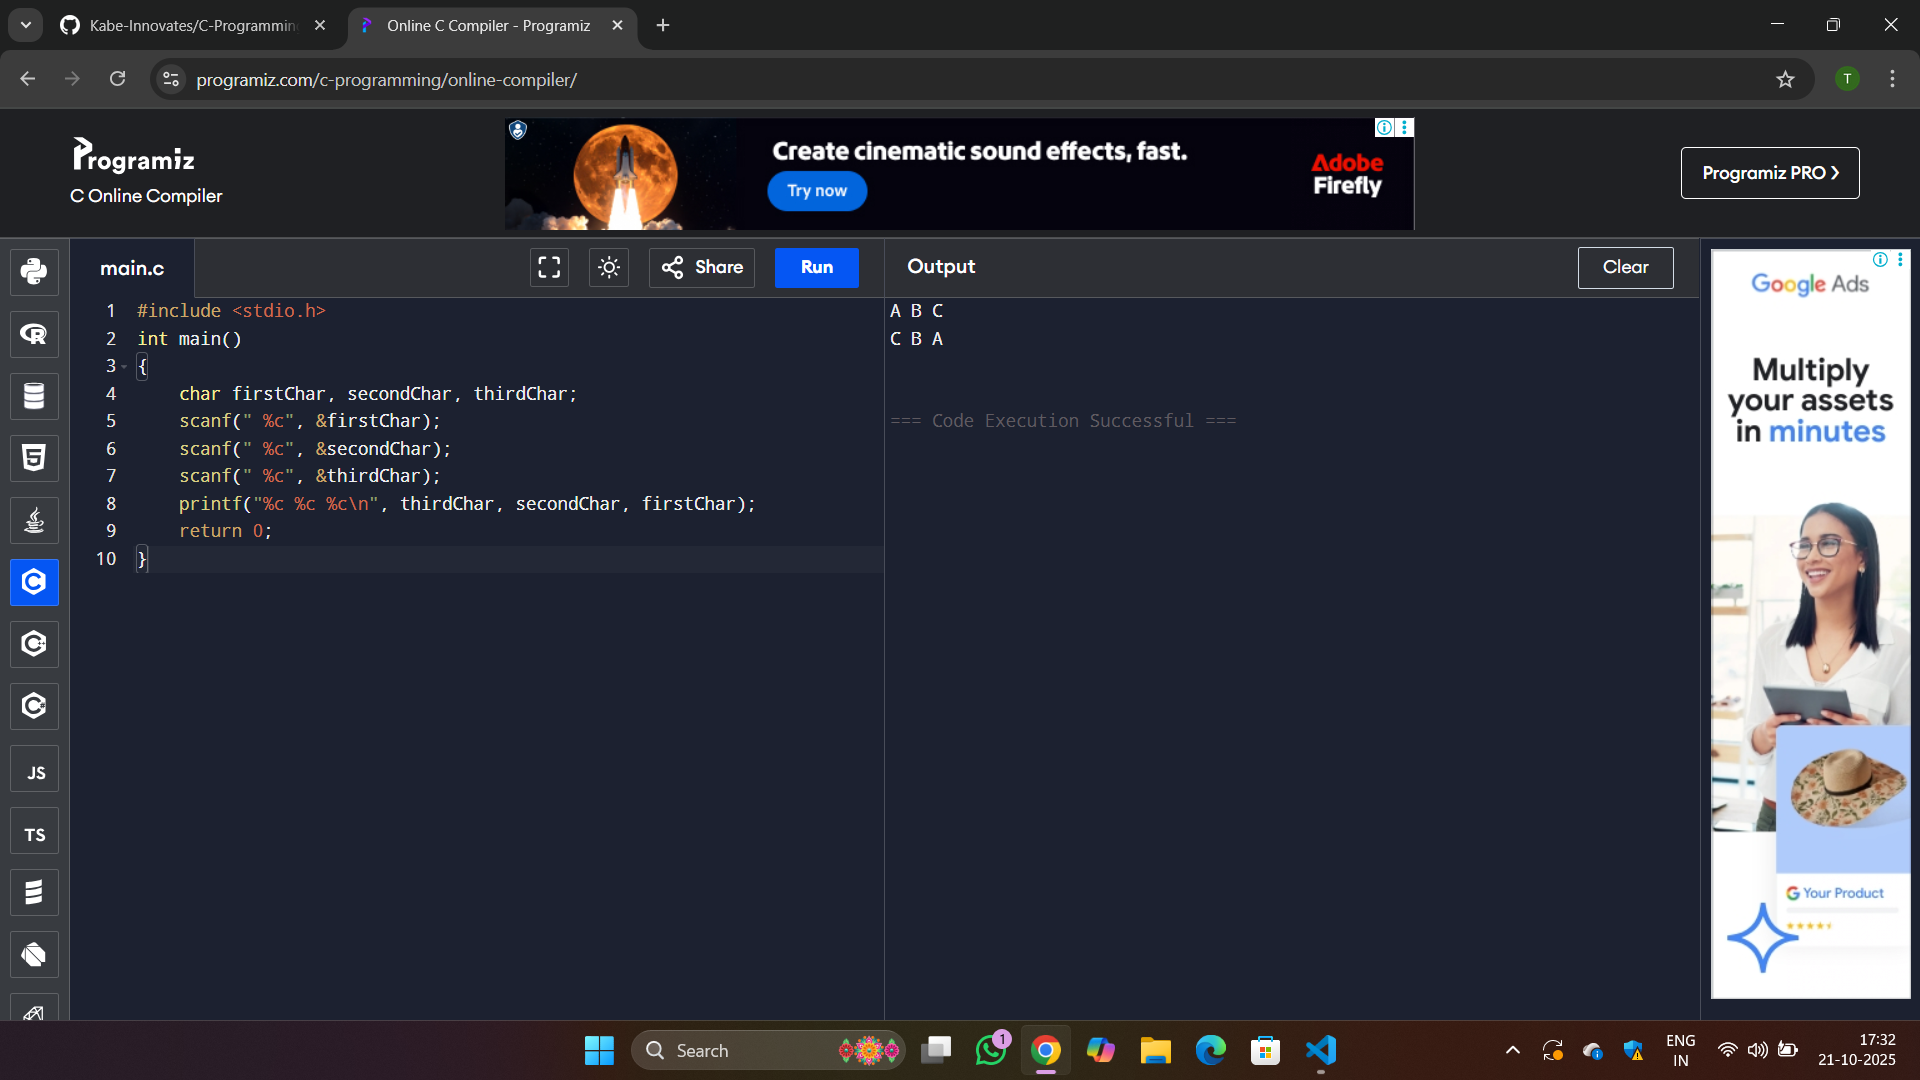 Kabe-Innovates/C-Programmin
Online C Compiler - Programiz
programiz.com/c-programming/online-compiler/
T
Programiz
C Online Compiler
Create cinematic sound effects, fast.
Try now
Adobe
Firefly
Programiz PRO
main.c
Share
Run
Output
Clear
1 #include <stdio.h>
2 int main()
3 {
4 char firstChar, secondChar, thirdChar;
5 scanf(" %c", &firstChar);
6 scanf(" %c", &secondChar);
7 scanf(" %c", &thirdChar);
8 printf("%c %c %c\n", thirdChar, secondChar, firstChar);
9 return 0;
10 }
A B C
C B A
=== Code Execution Successful ===
JS
TS
Google Ads
Multiply
your assets
in minutes
G Your Product
Search
1
ENG
IN
17:32
21-10-2025